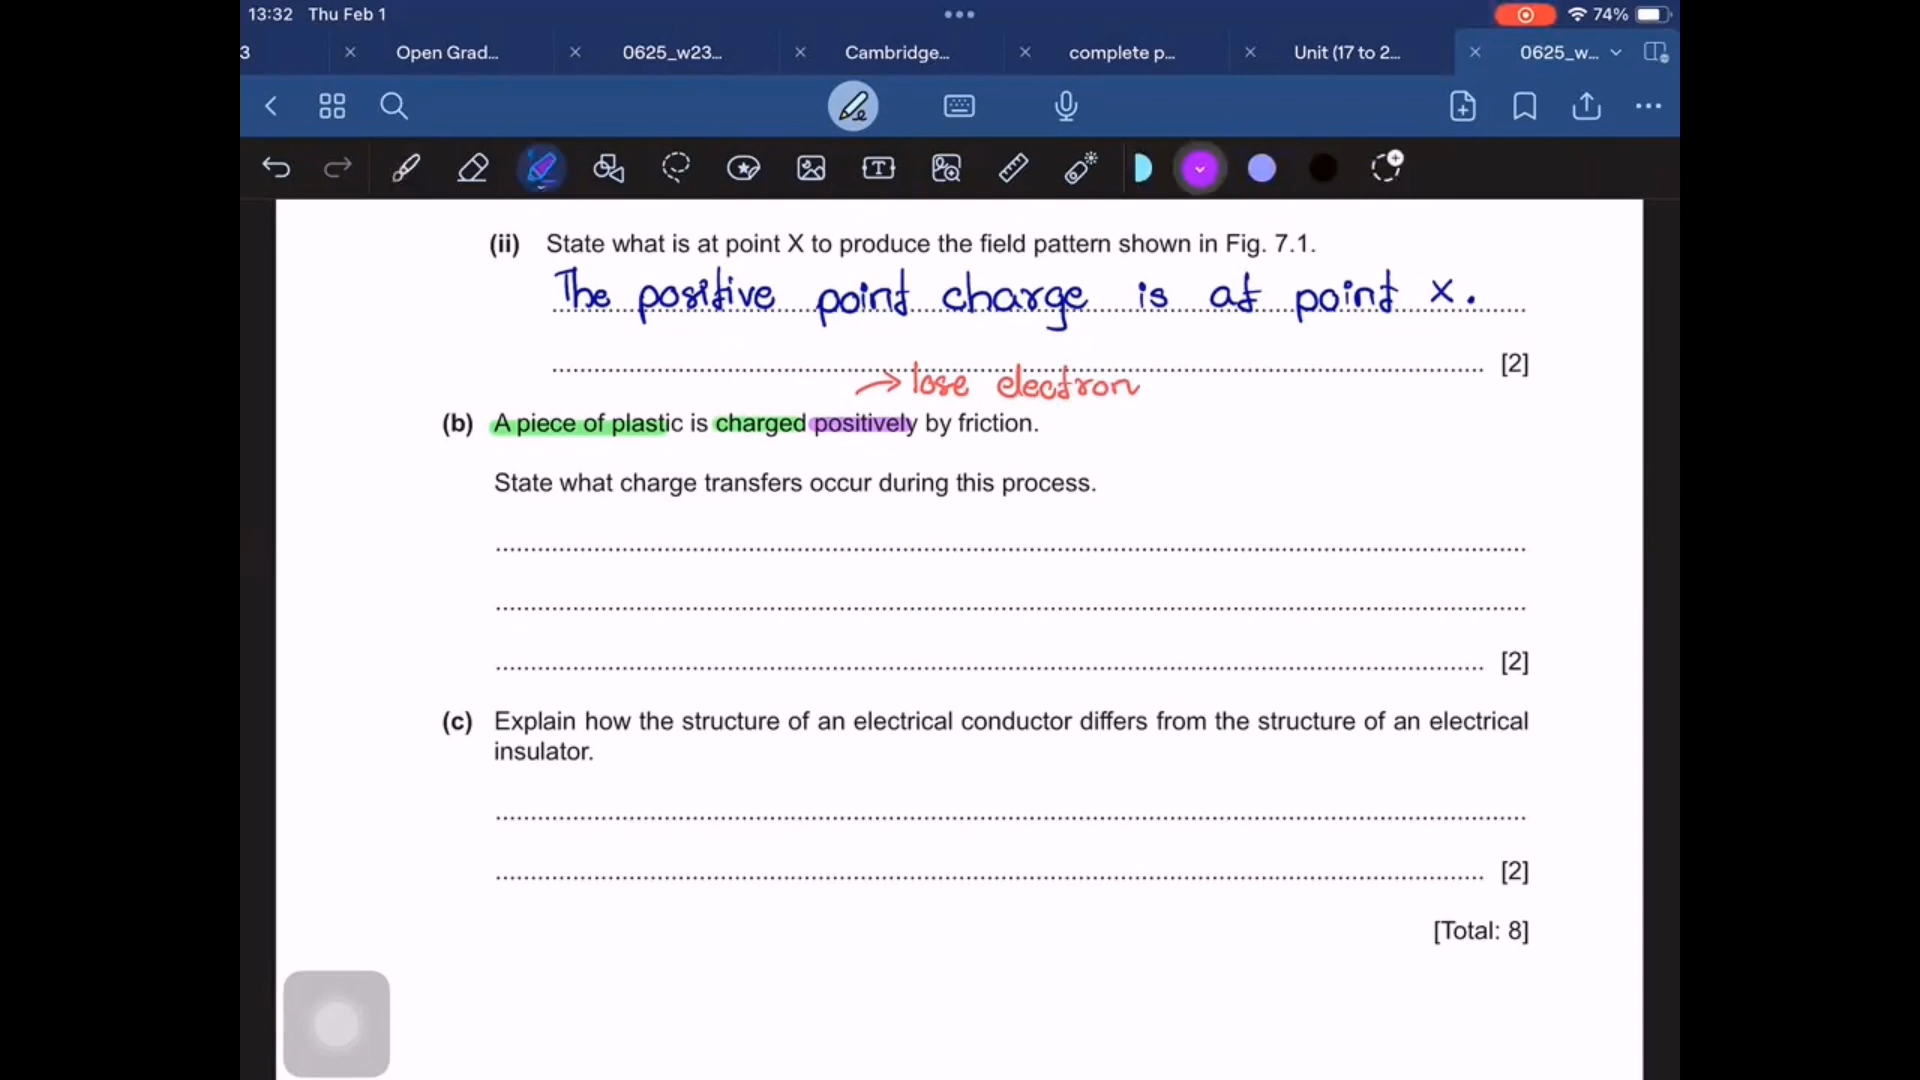 13:32 Thu Feb 1
74%
3
Open Grad...
0625_w23...
Cambridge...
complete p...
Unit (17 to 2...
0625_w...
(ii) State what is at point X to produce the field pattern shown in Fig. 7.1.
The positive point charge is at point X.
[2]
→ lose electron
(b) A piece of plastic is charged positively by friction.
State what charge transfers occur during this process.
[2]
(c) Explain how the structure of an electrical conductor differs from the structure of an electrical
insulator.
[2]
[Total: 8]